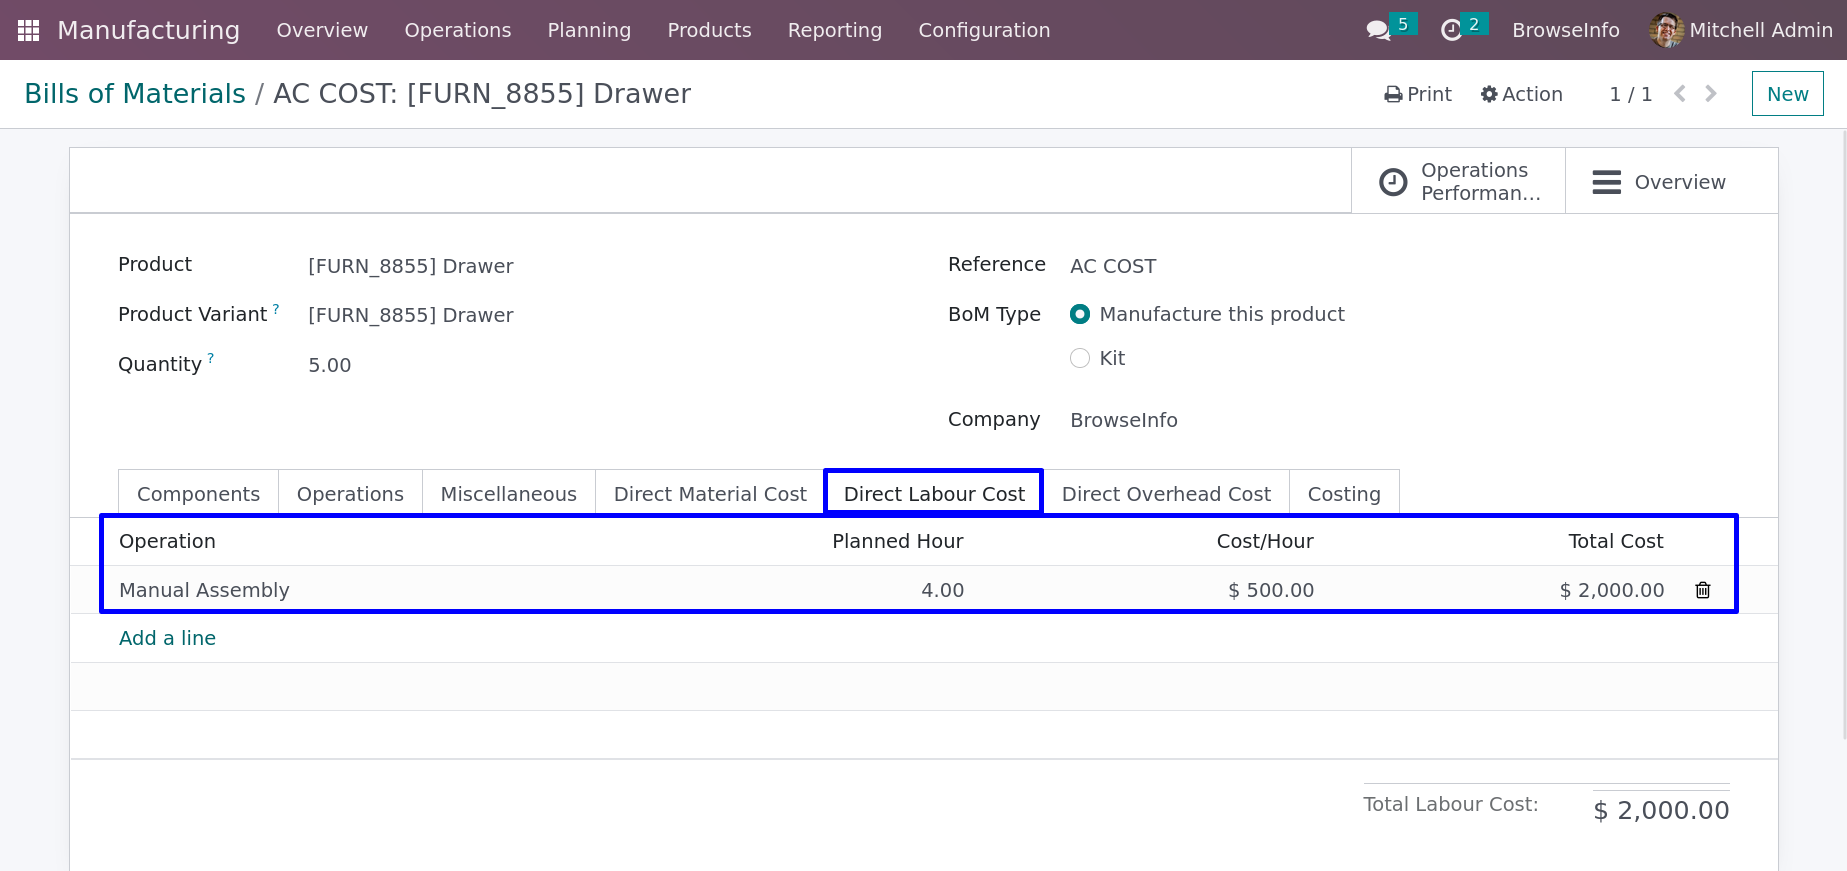 Manufacturing Overview Operations Planning Products Reporting Configuration 5 2 BrowseInfo Mitchell Admin
Bills of Materials / AC COST: [FURN_8855] Drawer Print Action 1 / 1 New
Operations
Performan... Overview
Product [FURN_8855] Drawer Reference AC COST
Product Variant ? [FURN_8855] Drawer BoM Type Manufacture this product
Quantity ? 5.00 Kit
Company BrowseInfo
Components Operations Miscellaneous Direct Material Cost Direct Labour Cost Direct Overhead Cost Costing
Operation Planned Hour Cost/Hour Total Cost
Manual Assembly 4.00 $ 500.00 $ 2,000.00
Add a line
Total Labour Cost: $ 2,000.00